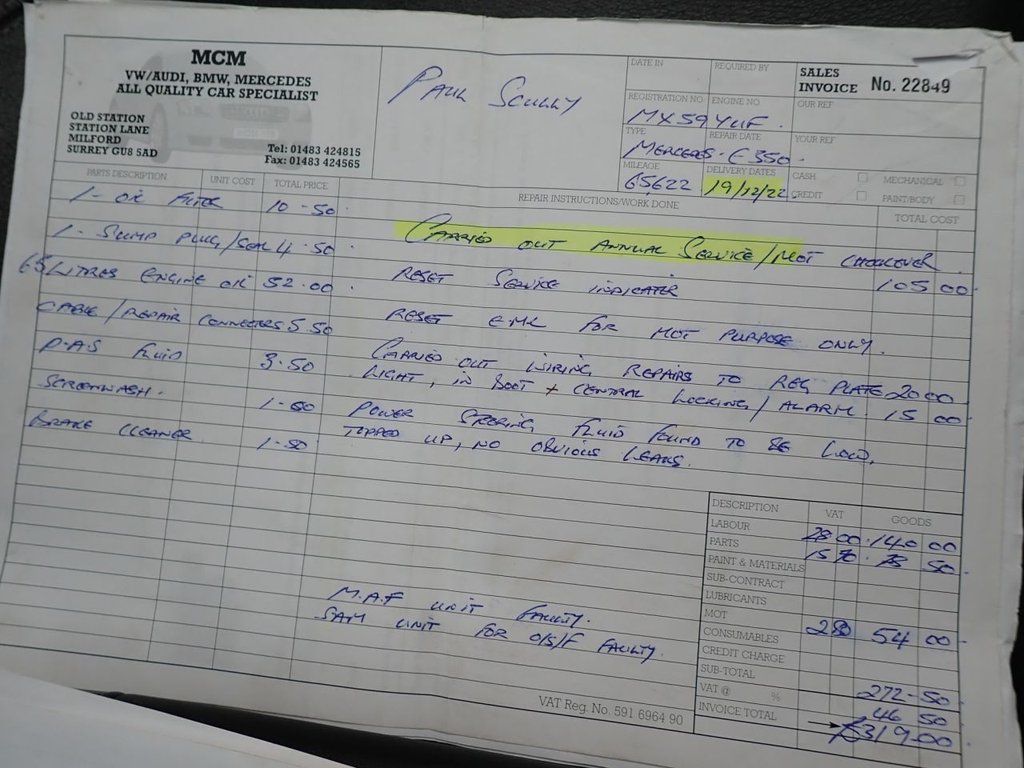 MCM
VW/AUDI, BMW, MERCEDES
ALL QUALITY CAR SPECIALIST
OLD STATION
STATION LANE
MILFORD
SURREY GU8 5AD
Tel: 01483 424815
Fax: 01483 424565
PAUL SCULLY
DATE IN
REQUIRED BY
SALES INVOICE No. 22849
REGISTRATION NO ENGINE NO
MX59YUF.
OUR REF
TYPE REPAIR DATE
MERCEDES. E350.
YOUR REF
MILEAGE DELIVERY DATES
65622 19/12/22
CASH MECHANICAL
CREDIT PAINT/BODY
PARTS DESCRIPTION UNIT COST TOTAL PRICE
REPAIR INSTRUCTIONS/WORK DONE
TOTAL COST
1- OIL FILTER 10-50
1- SUMP PLUG/SEAL 4.50
6.5 LITRES ENGINE OIL 52.00
CABLE/REPAIR CONNECTORS 5.50
P.A.S FLUID 3.50
SCREENWASH.
1-50
BRAKE CLEANER 1-50
CARRIED OUT ANNUAL SERVICE/MOT CHECKOVER.
105 00
RESET SERVICE INDICATOR
RESET EML FOR MOT PURPOSE ONLY.
CARRIED OUT WIRING REPAIRS TO REG PLATE 20 00
LIGHT, IN BOOT + CENTRAL LOCKING/ALARM 15 00
POWER STEERING FLUID FOUND TO BE LOW,
TOPPED UP, NO OBVIOUS LEAKS.
M.A.F UNIT FAULTY.
SAM UNIT FOR O/S/F FAULTY.
DESCRIPTION VAT GOODS
LABOUR 28 00 140 00
PARTS 15 70 78 50
PAINT & MATERIALS
SUB-CONTRACT
LUBRICANTS
MOT 54 00
CONSUMABLES 2 80
CREDIT CHARGE
SUB-TOTAL 272-50
VAT @ % 46 50
INVOICE TOTAL £319-00
VAT Reg. No. 591 6964 90